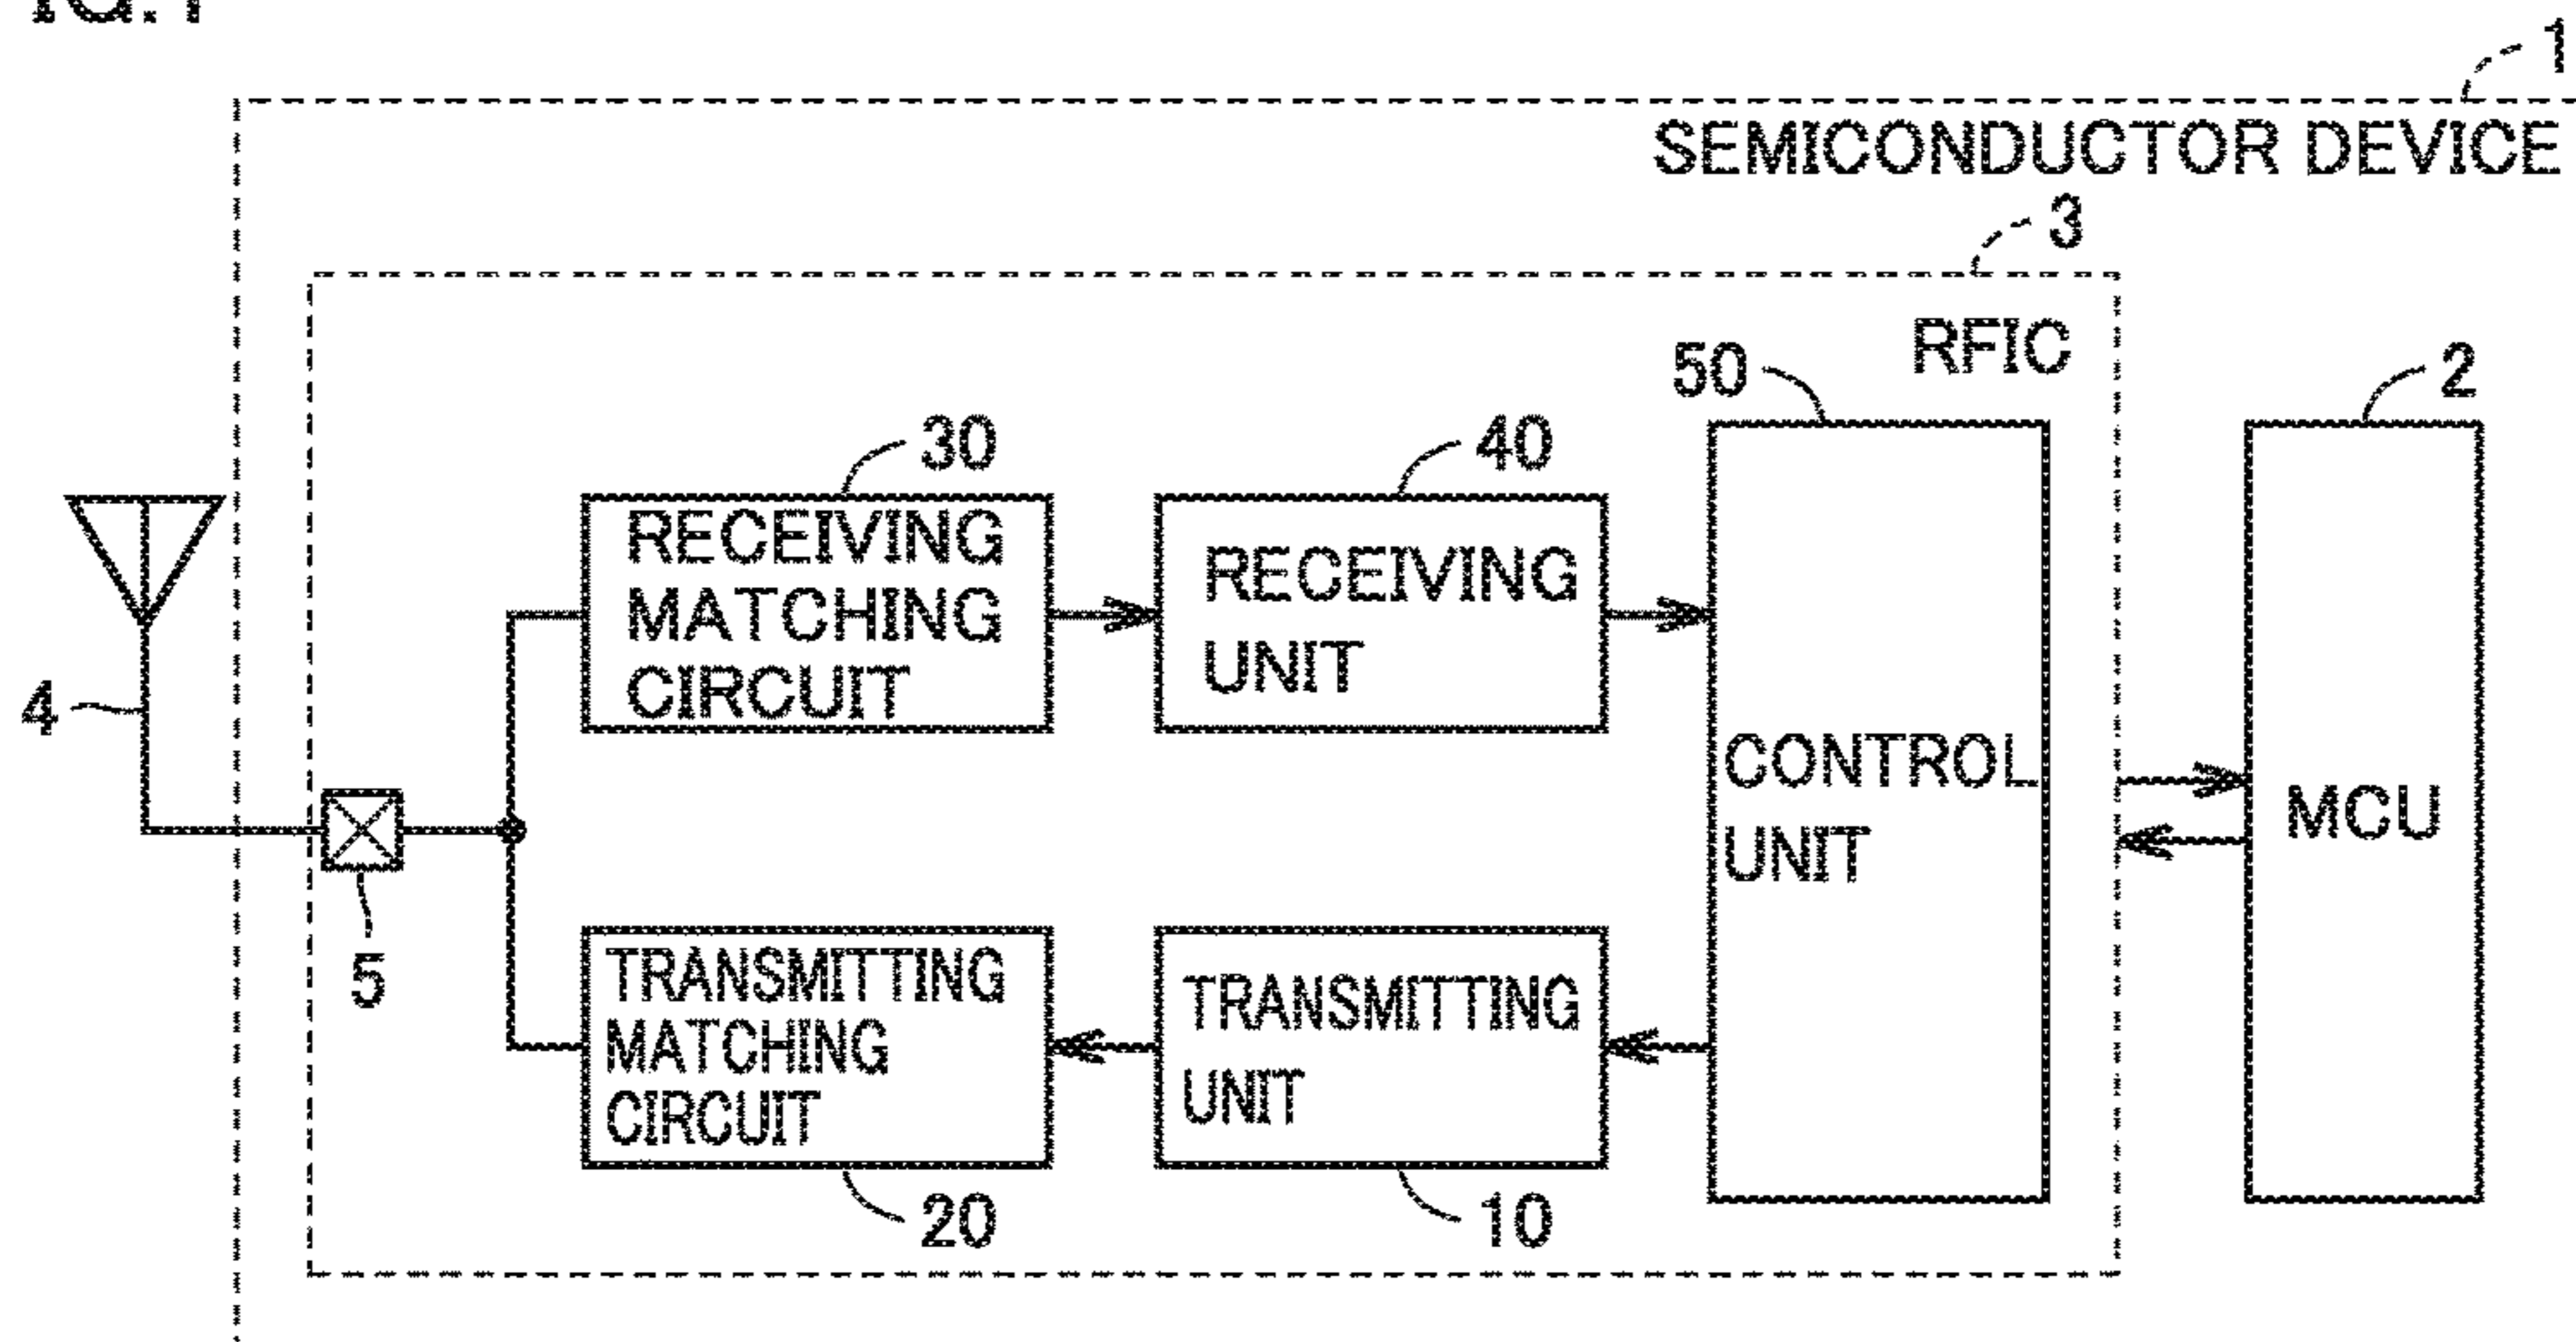 1
SEMICONDUCTOR DEVICE
3
RFIC
50
2
30
40
RECEIVING
MATCHING
CIRCUIT
RECEIVING
UNIT
4
CONTROL
UNIT
MCU
5
TRANSMITTING
MATCHING
CIRCUIT
TRANSMITTING
UNIT
20
10